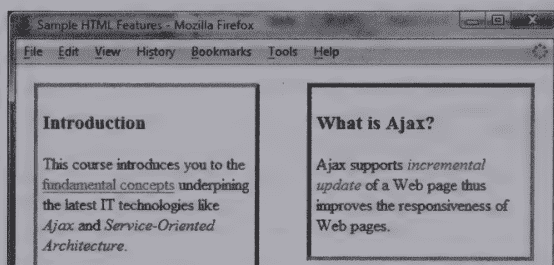 Sample HTML Features - Mozilla Firefox
File Edit View History Bookmarks Tools Help
Introduction
This course introduces you to the
fundamental concepts underpining
the latest IT technologies like
Ajax and Service-Oriented
Architecture.
What is Ajax?
Ajax supports incremental
update of a Web page thus
improves the responsiveness of
Web pages.